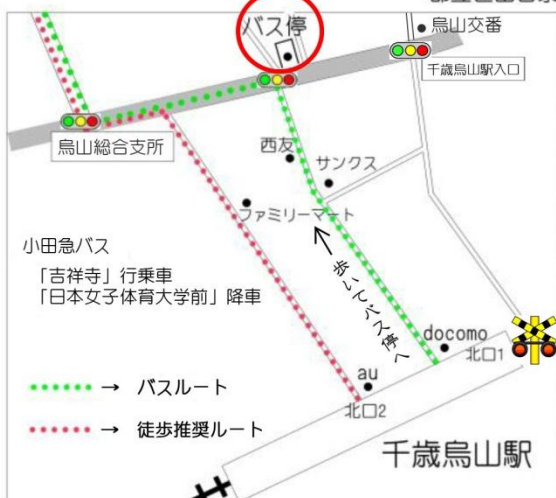 バス停
烏山交番
千歳烏山駅入口
烏山総合支所
西友
サンクス
ファミリーマート
小田急バス
「吉祥寺」行乗車
「日本女子体育大学前」降車
←歩いてバス停へ
docomo
北口1
au
北口2
→ バスルート
→ 徒歩推奨ルート
千歳烏山駅